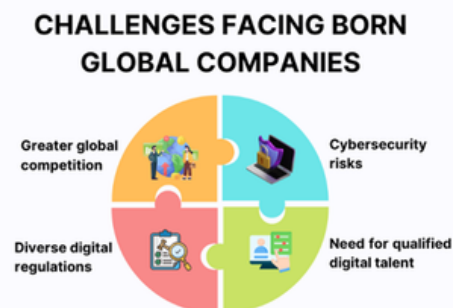 CHALLENGES FACING BORN
GLOBAL COMPANIES
Greater global
competition
Cybersecurity
risks
Diverse digital
regulations
Need for qualified
digital talent